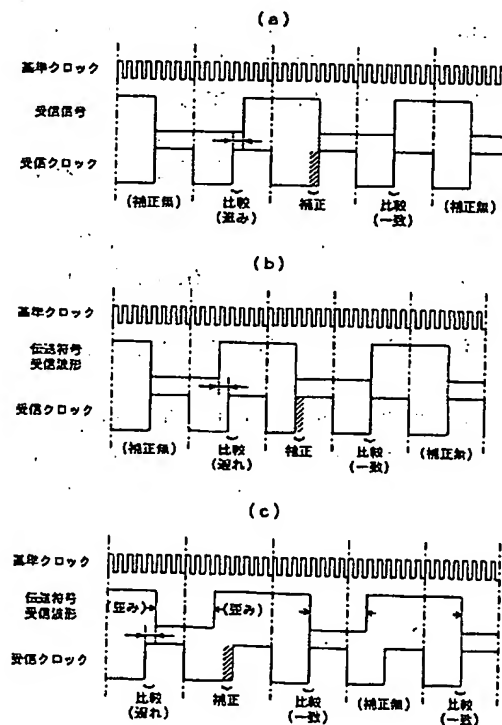 (a)
基準クロック
受信信号
受信クロック
(補正無) 比較 補正 比較 (補正無)
(進み) (一致)
(b)
基準クロック
伝送符号
受信波形
受信クロック
(補正無) 比較 補正 比較 (補正無)
(遅れ) (一致)
(c)
基準クロック
伝送符号 (歪み) (歪み)
受信波形
受信クロック
比較 補正 比較 (補正無) 比較
(遅れ) (一致) (一致)